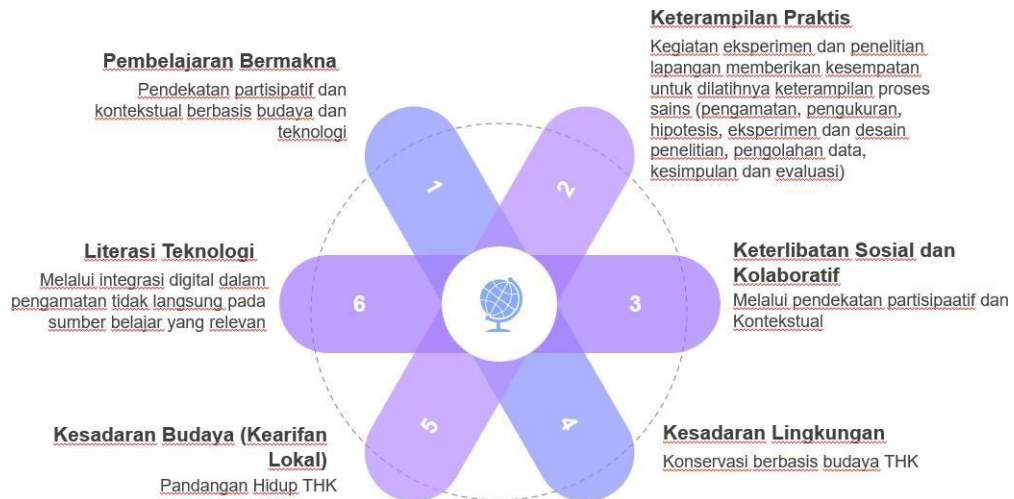 Pembelajaran Bermakna
Pendekatan partisipatif dan
kontekstual berbasis budaya dan
teknologi
1
Keterampilan Praktis
Kegiatan eksperimen dan penelitian
lapangan memberikan kesempatan
untuk dilatihnya keterampilan proses
sains (pengamatan, pengukuran,
hipotesis, eksperimen dan desain
penelitian, pengolahan data,
kesimpulan dan evaluasi)
2
Keterlibatan Sosial dan
Kolaboratif
Melalui pendekatan partisipaatif dan
Kontekstual
3
Kesadaran Lingkungan
Konservasi berbasis budaya THK
4
Kesadaran Budaya (Kearifan
Lokal)
Pandangan Hidup THK
5
Literasi Teknologi
Melalui integrasi digital dalam
pengamatan tidak langsung pada
sumber belajar yang relevan
6